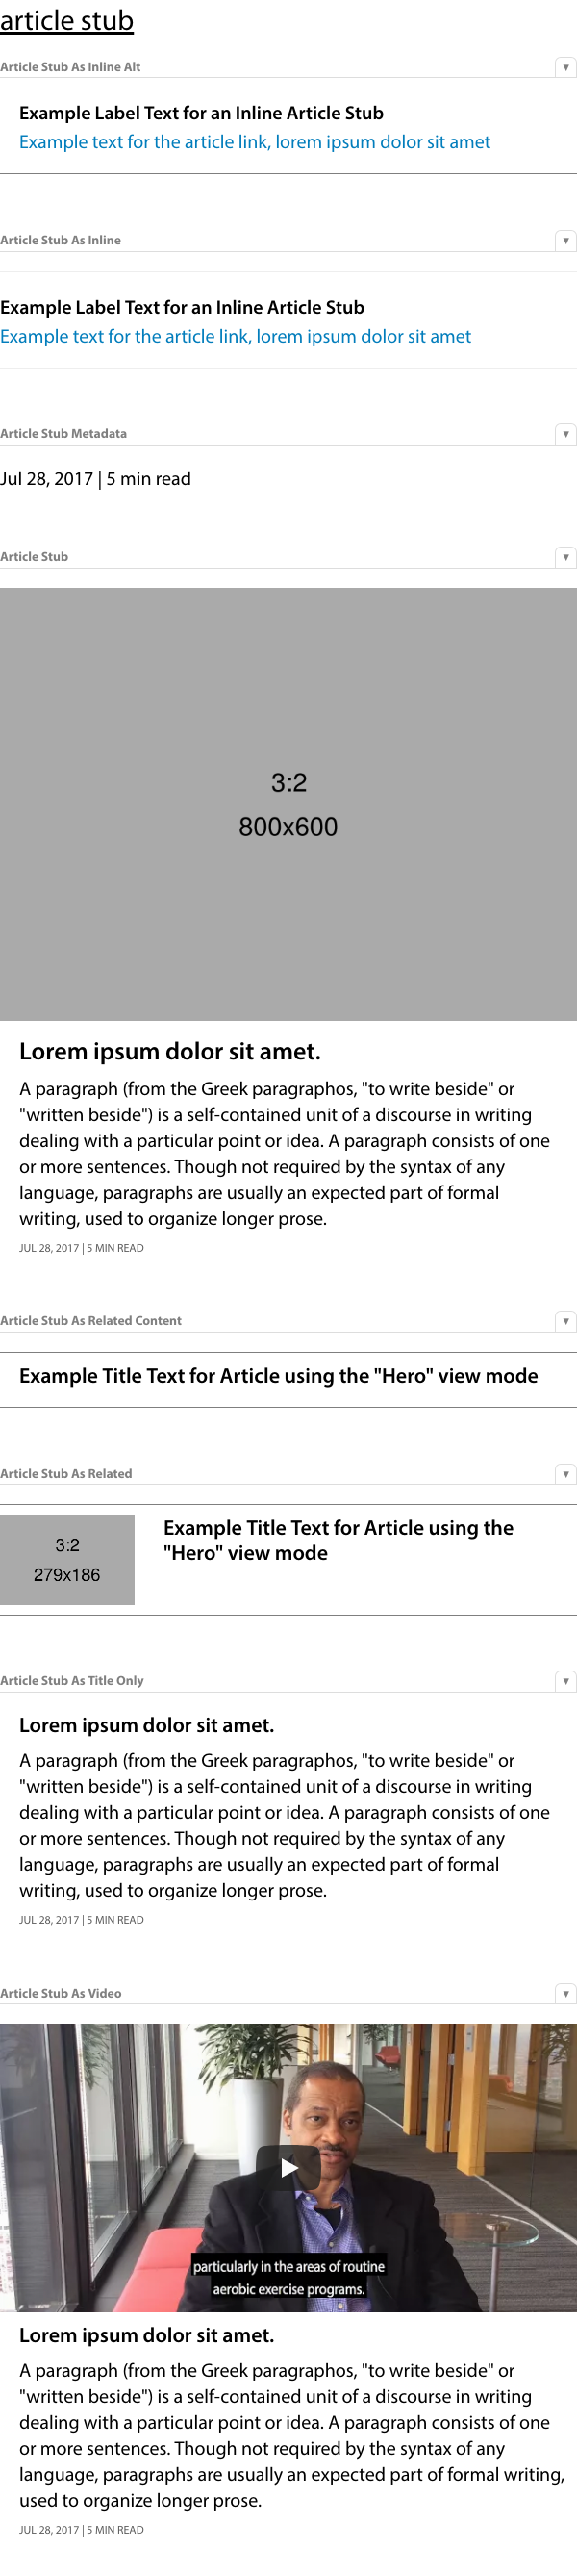 article stub
Article Stub As Inline Alt
▼
Example Label Text for an Inline Article Stub
Example text for the article link, lorem ipsum dolor sit amet
Article Stub As Inline
▼
Example Label Text for an Inline Article Stub
Example text for the article link, lorem ipsum dolor sit amet
Article Stub Metadata
▼
Jul 28, 2017 | 5 min read
Article Stub
▼
3:2
800x600
Lorem ipsum dolor sit amet.
A paragraph (from the Greek paragraphos, "to write beside" or
"written beside") is a self-contained unit of a discourse in writing
dealing with a particular point or idea. A paragraph consists of one
or more sentences. Though not required by the syntax of any
language, paragraphs are usually an expected part of formal
writing, used to organize longer prose.
JUL 28, 2017 | 5 MIN READ
Article Stub As Related Content
▼
Example Title Text for Article using the "Hero" view mode
Article Stub As Related
▼
3:2
279x186
Example Title Text for Article using the
"Hero" view mode
Article Stub As Title Only
▼
Lorem ipsum dolor sit amet.
A paragraph (from the Greek paragraphos, "to write beside" or
"written beside") is a self-contained unit of a discourse in writing
dealing with a particular point or idea. A paragraph consists of one
or more sentences. Though not required by the syntax of any
language, paragraphs are usually an expected part of formal
writing, used to organize longer prose.
JUL 28, 2017 | 5 MIN READ
Article Stub As Video
▼
particularly in the areas of routine
aerobic exercise programs.
Lorem ipsum dolor sit amet.
A paragraph (from the Greek paragraphos, "to write beside" or
"written beside") is a self-contained unit of a discourse in writing
dealing with a particular point or idea. A paragraph consists of one
or more sentences. Though not required by the syntax of any
language, paragraphs are usually an expected part of formal writing,
used to organize longer prose.
JUL 28, 2017 | 5 MIN READ